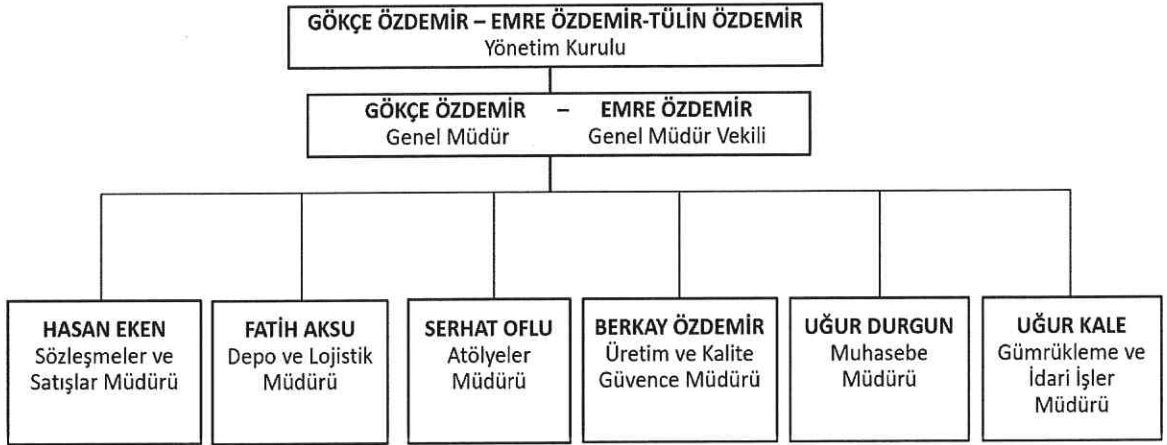 GÖKÇE ÖZDEMİR – EMRE ÖZDEMİR-TÜLİN ÖZDEMİR
Yönetim Kurulu
GÖKÇE ÖZDEMİR – EMRE ÖZDEMİR
Genel Müdür Genel Müdür Vekili
HASAN EKEN
Sözleşmeler ve
Satışlar Müdürü
FATİH AKSU
Depo ve Lojistik
Müdürü
SERHAT OFLU
Atölyeler
Müdürü
BERKAY ÖZDEMİR
Üretim ve Kalite
Güvence Müdürü
UĞUR DURGUN
Muhasebe
Müdürü
UĞUR KALE
Gümrükleme ve
İdari İşler
Müdürü